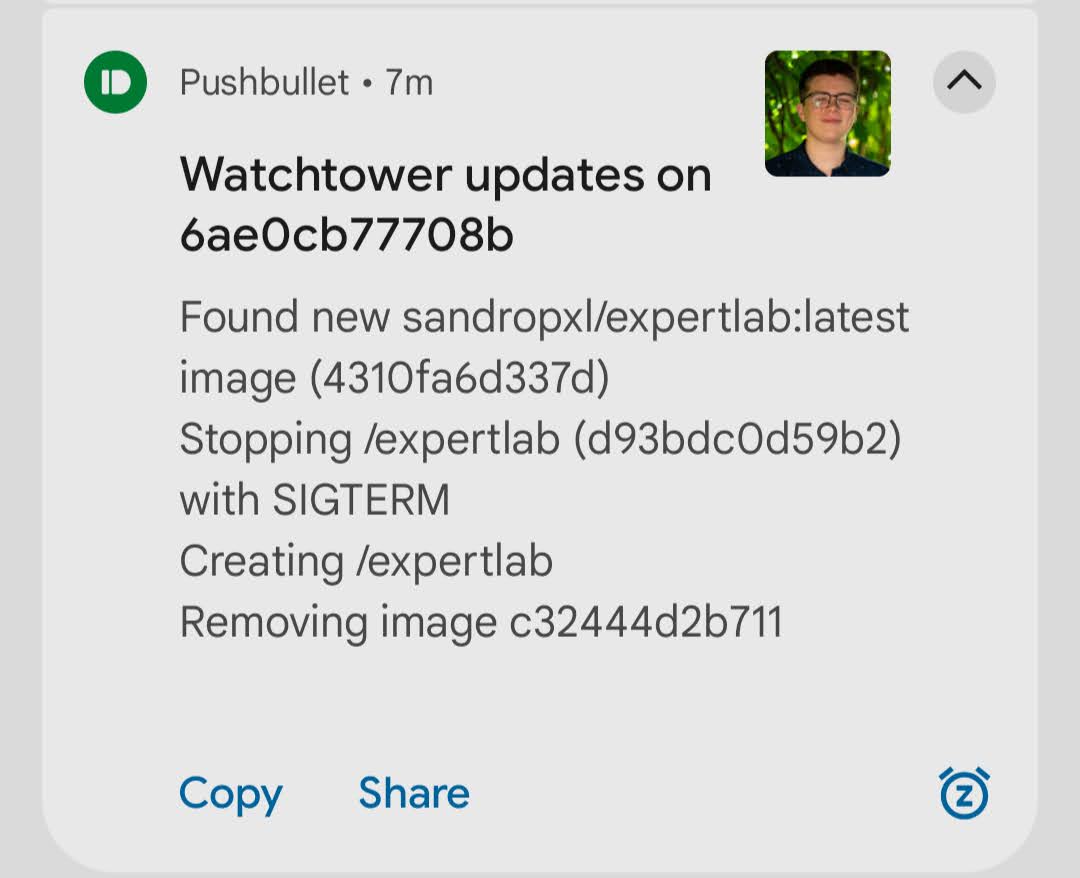 Pushbullet • 7m
Watchtower updates on
6ae0cb77708b
Found new sandropxl/expertlab:latest
image (4310fa6d337d)
Stopping /expertlab (d93bdc0d59b2)
with SIGTERM
Creating /expertlab
Removing image c32444d2b711
Copy Share